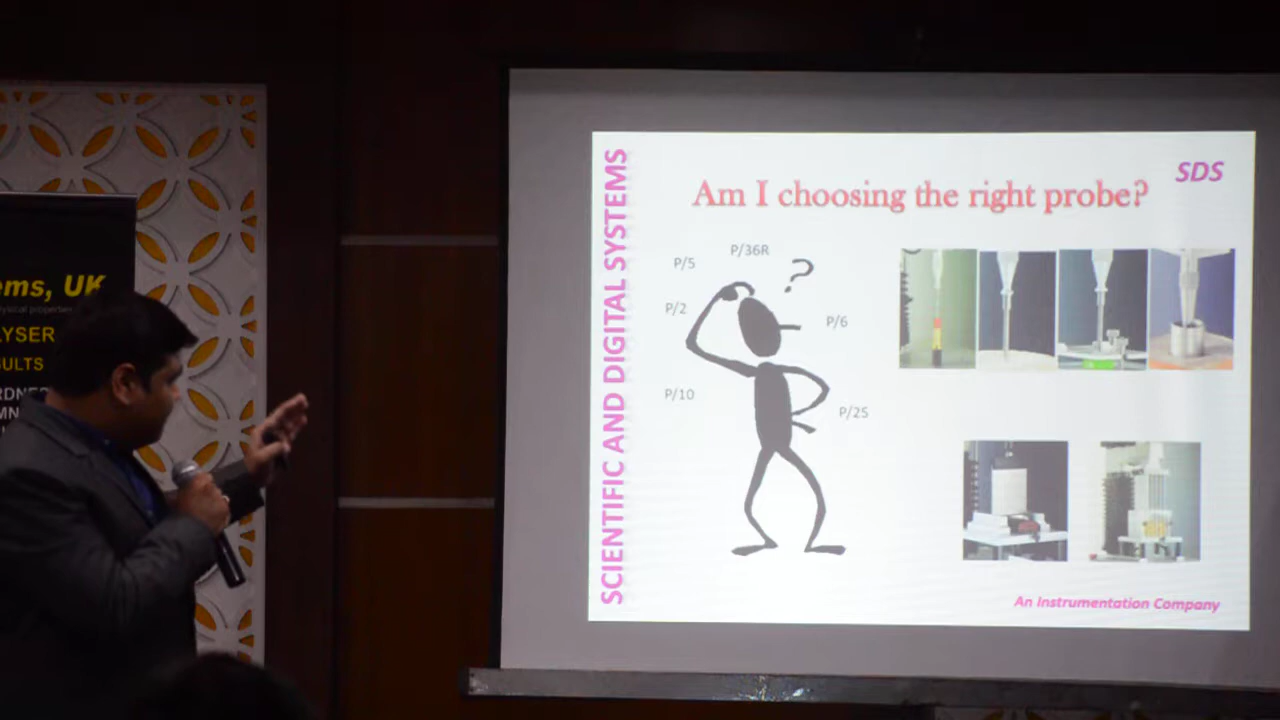 ems, UK
LYSER
SULTS
SCIENTIFIC AND DIGITAL SYSTEMS
SDS
Am I choosing the right probe?
P/36R
P/5
?
P/2
P/6
P/10
P/25
An Instrumentation Company